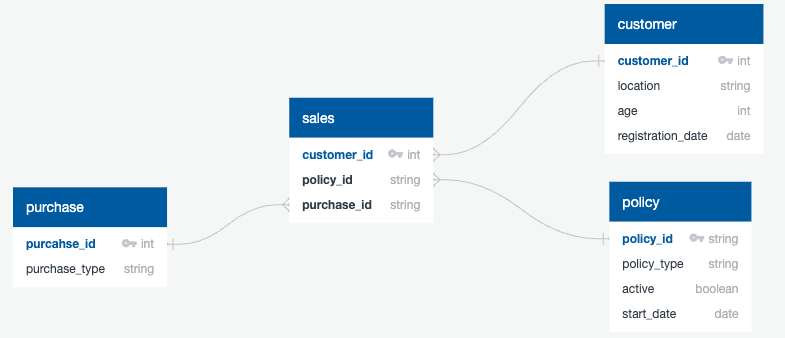 customer
customer_id int
location string
age int
registration_date date
sales
customer_id int
policy_id string
purchase_id string
purchase
purcahse_id int
purchase_type string
policy
policy_id string
policy_type string
active boolean
start_date date